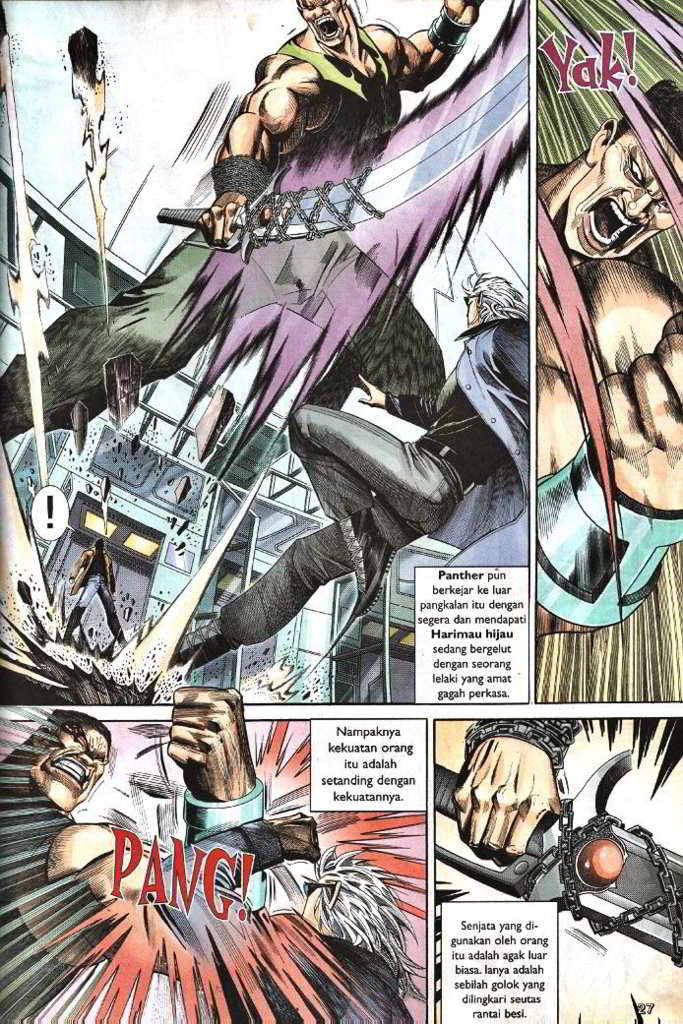 Yak!
!
Panther pun
berkejar ke luar
pangkalan itu dengan
segera dan mendapati
Harimau hijau
sedang bergelut
dengan seorang
lelaki yang amat
gagah perkasa.
Nampaknya
kekuatan orang
itu adalah
setanding dengan
kekuatannya.
PANG!
Senjata yang di-
gunakan oleh orang
itu adalah agak luar
biasa. Ianya adalah
sebilah golok yang
dilingkari seutas
rantai besi.
27